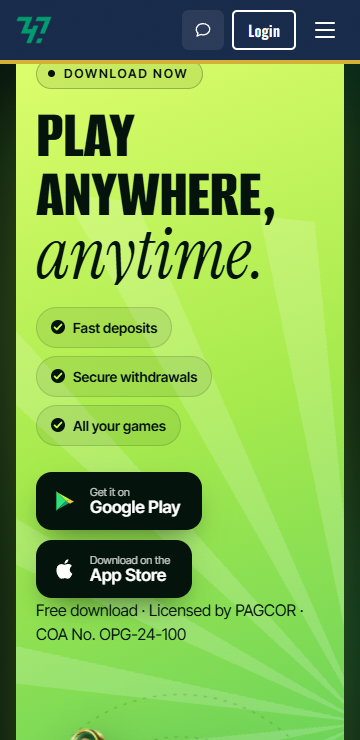 Login
DOWNLOAD NOW
PLAY
ANYWHERE,
anytime.
Fast deposits
Secure withdrawals
All your games
Get it on
Google Play
Download on the
App Store
Free download · Licensed by PAGCOR ·
COA No. OPG-24-100